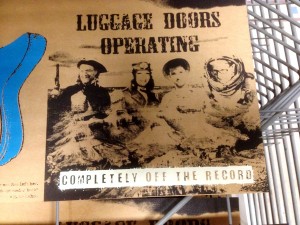 LUGGAGE DOORS
OPERATING
COMPLETELY OFF THE RECORD